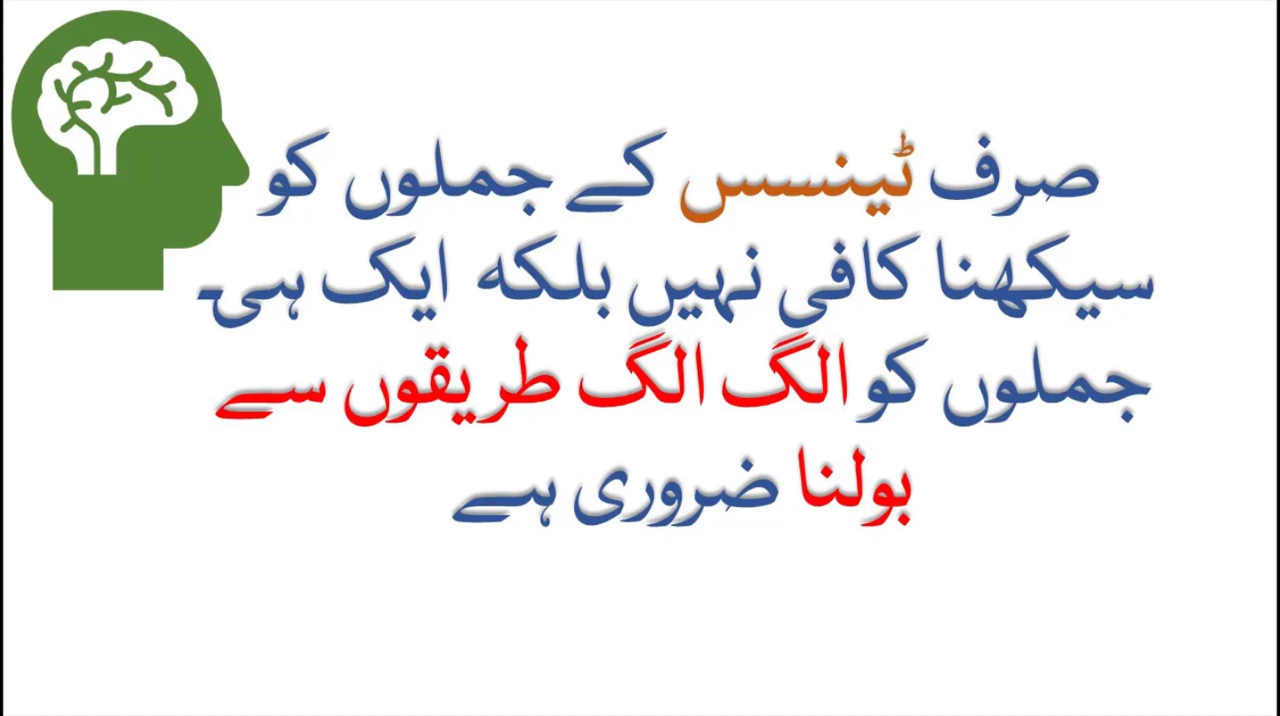 صرف ٹینسس کے جملوں کو
سیکھنا کافی نہیں بلکہ ایک ہی۔
جملوں کو الگ الگ طریقوں سے
بولنا ضروری ہے